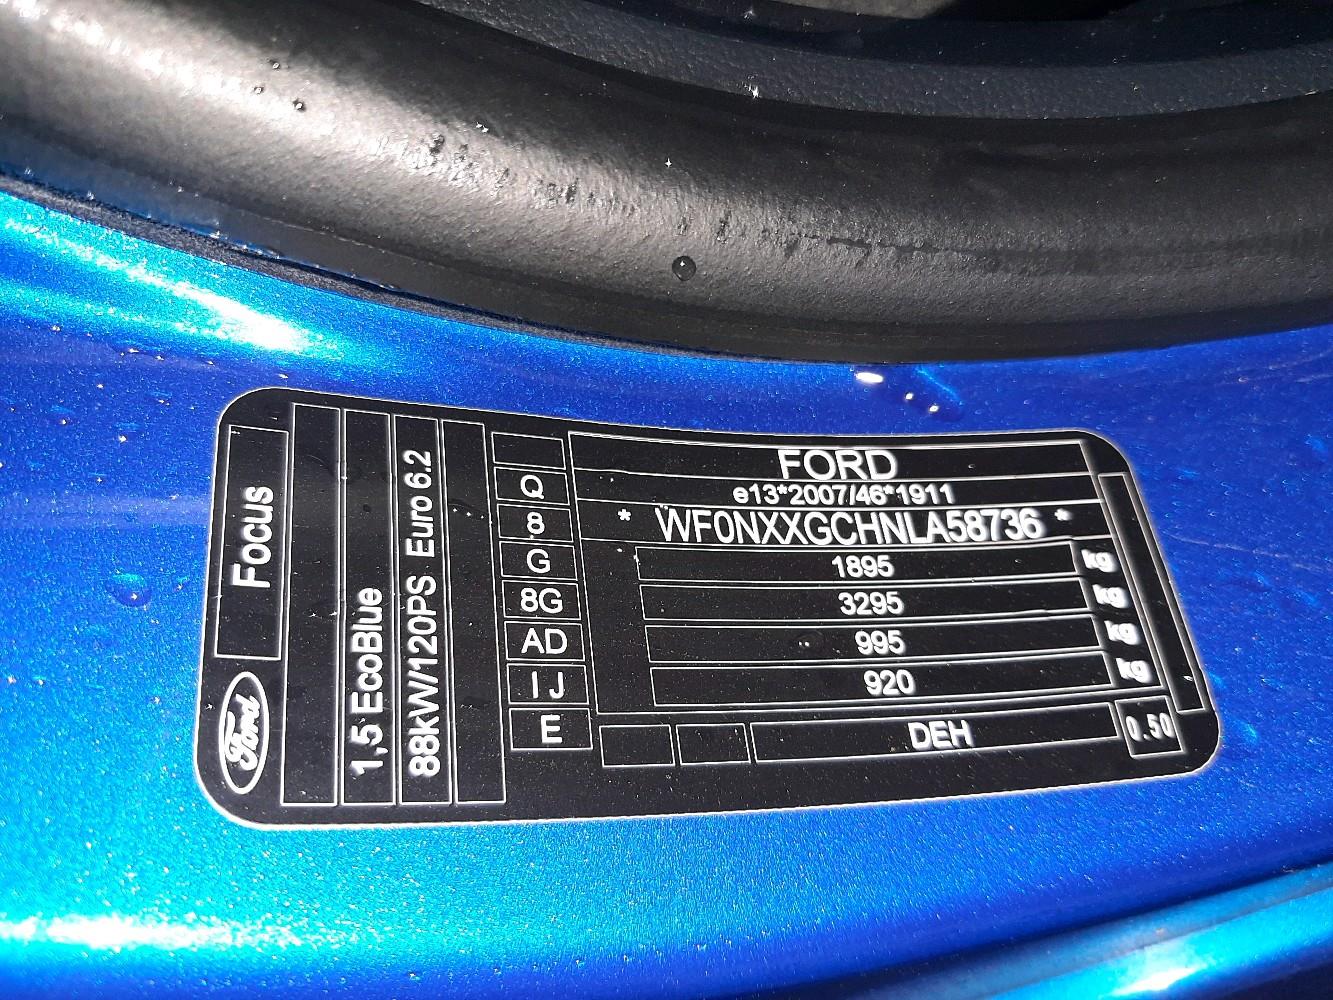 Focus
Ford
1,5 EcoBlue
88kW/120PS Euro 6.2
Q
8
G
8G
AD
IJ
E
FORD
e13*2007/46*1911
* WF0NXXGCHNLA58736 *
1895 kg
3295 kg
995 kg
920 kg
DEH 0.50